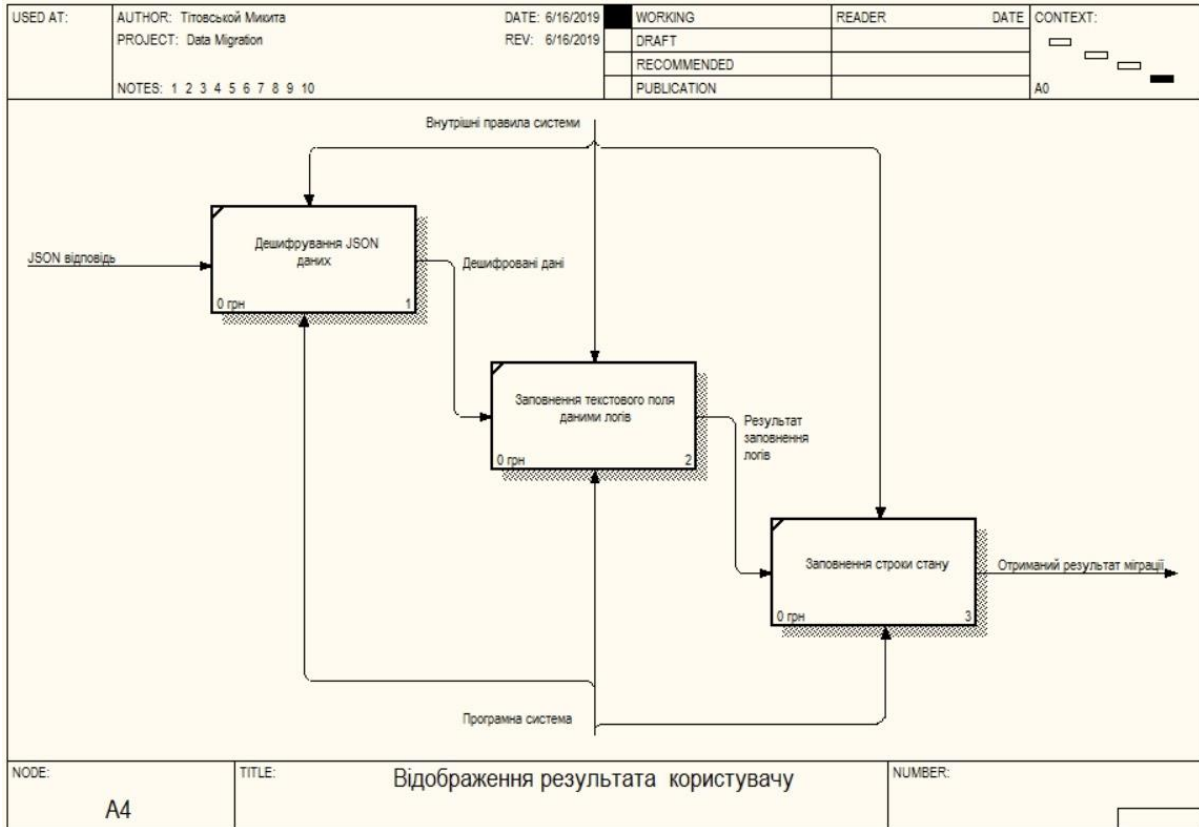 USED AT:
AUTHOR: Тітовськой Микита
DATE: 6/16/2019
PROJECT: Data Migration
REV: 6/16/2019
NOTES: 1 2 3 4 5 6 7 8 9 10
WORKING
DRAFT
RECOMMENDED
PUBLICATION
READER
DATE
CONTEXT:
A0
Внутрішні правила системи
JSON відповідь
Дешифрування JSON
даних
0 грн
1
Дешифровані дані
Заповнення текстового поля
даними логів
0 грн
2
Результат
заповнення
логів
Заповнення строки стану
0 грн
3
Отриманий результат міграції
Програмна система
NODE:
A4
TITLE:
Відображення результата користувачу
NUMBER: